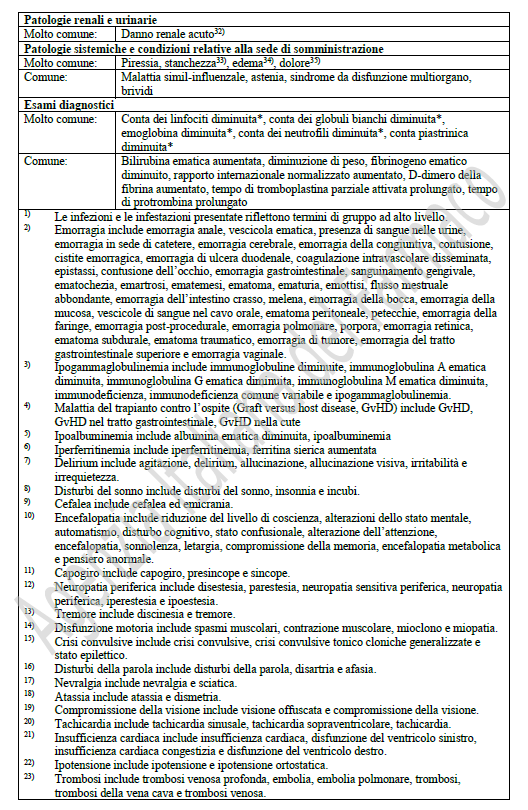 Patologie renali e urinarie
Molto comune: Danno renale acuto32)
Patologie sistemiche e condizioni relative alla sede di somministrazione
Molto comune: Piressia, stanchezza33), edema34), dolore35)
Comune: Malattia simil-influenzale, astenia, sindrome da disfunzione multiorgano,
brividi
Esami diagnostici
Molto comune: Conta dei linfociti diminuita*, conta dei globuli bianchi diminuita*,
emoglobina diminuita*, conta dei neutrofili diminuita*, conta piastrinica
diminuita*
Comune: Bilirubina ematica aumentata, diminuzione di peso, fibrinogeno ematico
diminuito, rapporto internazionale normalizzato aumentato, D-dimero della
fibrina aumentato, tempo di tromboplastina parziale attivata prolungato, tempo
di protrombina prolungato
1) Le infezioni e le infestazioni presentate riflettono termini di gruppo ad alto livello.
2) Emorragia include emorragia anale, vescicola ematica, presenza di sangue nelle urine,
emorragia in sede di catetere, emorragia cerebrale, emorragia della congiuntiva, contusione,
cistite emorragica, emorragia di ulcera duodenale, coagulazione intravascolare disseminata,
epistassi, contusione dell'occhio, emorragia gastrointestinale, sanguinamento gengivale,
ematochezia, emartrosi, ematemesi, ematoma, ematuria, emottisi, flusso mestruale
abbondante, emorragia dell'intestino crasso, melena, emorragia della bocca, emorragia della
mucosa, vescicole di sangue nel cavo orale, ematoma peritoneale, petecchie, emorragia della
faringe, emorragia post-procedurale, emorragia polmonare, porpora, emorragia retinica,
ematoma subdurale, ematoma traumatico, emorragia di tumore, emorragia del tratto
gastrointestinale superiore e emorragia vaginale.
3) Ipogammaglobulinemia include immunoglobuline diminuite, immunoglobulina A ematica
diminuita, immunoglobulina G ematica diminuita, immunoglobulina M ematica diminuita,
immunodeficienza, immunodeficienza comune variabile e ipogammaglobulinemia.
4) Malattia del trapianto contro l'ospite (Graft versus host disease, GvHD) include GvHD,
GvHD nel tratto gastrointestinale, GvHD nella cute
5) Ipoalbuminemia include albumina ematica diminuita, ipoalbuminemia
6) Iperferritinemia include iperferritinemia, ferritina sierica aumentata
7) Delirium include agitazione, delirium, allucinazione, allucinazione visiva, irritabilità e
irrequietezza.
8) Disturbi del sonno include disturbi del sonno, insonnia e incubi.
9) Cefalea include cefalea ed emicrania.
10) Encefalopatia include riduzione del livello di coscienza, alterazioni dello stato mentale,
automatismo, disturbo cognitivo, stato confusionale, alterazione dell'attenzione,
encefalopatia, sonnolenza, letargia, compromissione della memoria, encefalopatia metabolica
e pensiero anormale.
11) Capogiro include capogiro, presincope e sincope.
12) Neuropatia periferica include disestesia, parestesia, neuropatia sensitiva periferica, neuropatia
periferica, iperestesia e ipoestesia.
13) Tremore include discinesia e tremore.
14) Disfunzione motoria include spasmi muscolari, contrazione muscolare, mioclono e miopatia.
15) Crisi convulsive include crisi convulsive, crisi convulsive tonico cloniche generalizzate e
stato epilettico.
16) Disturbi della parola include disturbi della parola, disartria e afasia.
17) Nevralgia include nevralgia e sciatica.
18) Atassia include atassia e dismetria.
19) Compromissione della visione include visione offuscata e compromissione della visione.
20) Tachicardia include tachicardia sinusale, tachicardia sopraventricolare, tachicardia.
21) Insufficienza cardiaca include insufficienza cardiaca, disfunzione del ventricolo sinistro,
insufficienza cardiaca congestizia e disfunzione del ventricolo destro.
22) Ipotensione include ipotensione e ipotensione ortostatica.
23) Trombosi include trombosi venosa profonda, embolia, embolia polmonare, trombosi,
trombosi della vena cava e trombosi venosa.
Agenzia Italiana del Farmaco